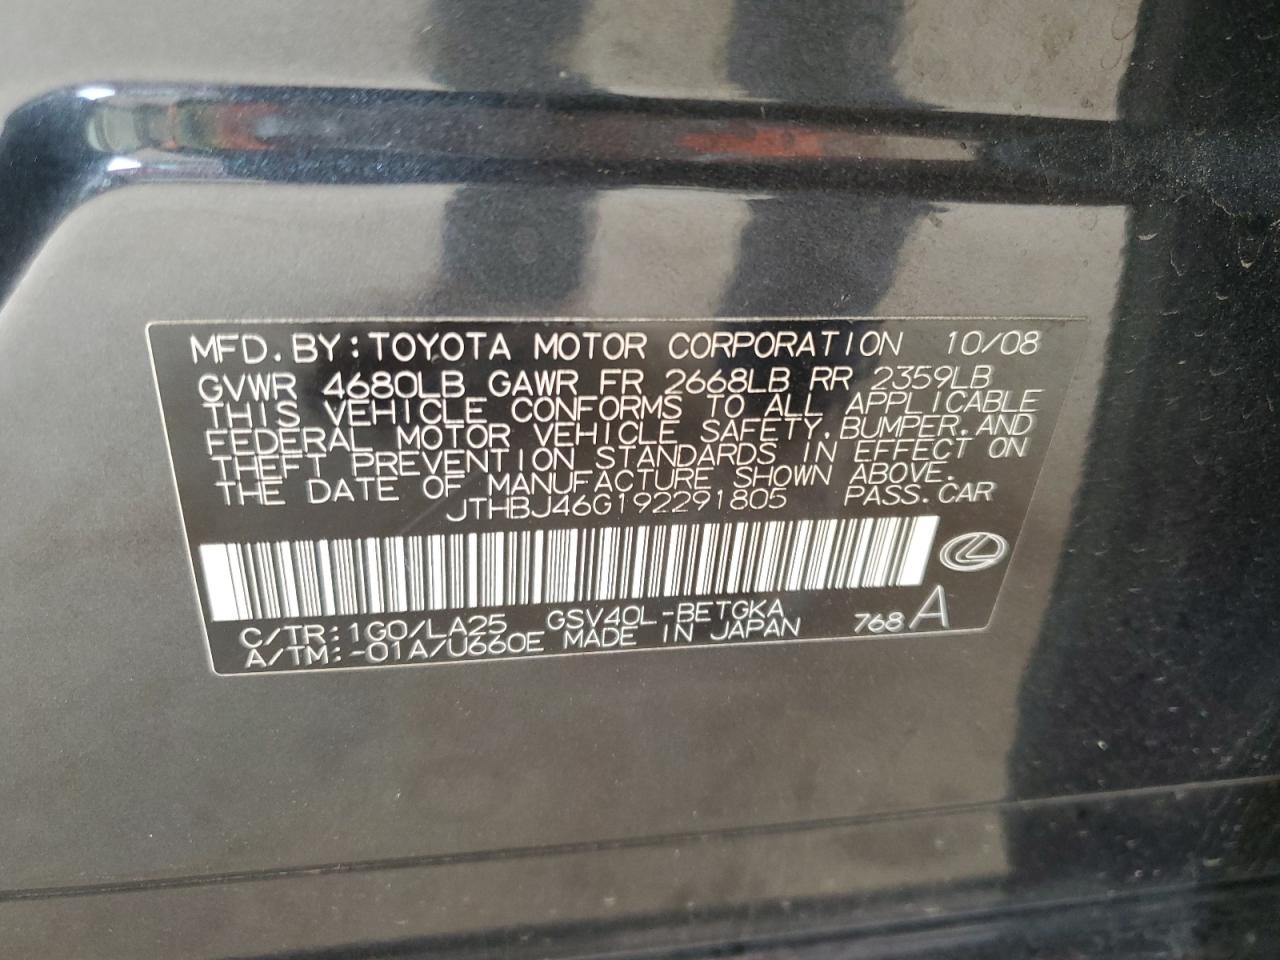 MFD. BY: TOYOTA MOTOR CORPORATION 10/08
GVWR 4680LB GAWR FR 2668LB RR 2359LB
THIS VEHICLE CONFORMS TO ALL APPLICABLE
FEDERAL MOTOR VEHICLE SAFETY, BUMPER, AND
THEFT PREVENTION STANDARDS IN EFFECT ON
THE DATE OF MANUFACTURE SHOWN ABOVE.
JTHBJ46G192291805 PASS. CAR
C/TR: 1G0/LA25 GSV40L-BETGKA
A/TM: -01A/U660E MADE IN JAPAN 768A